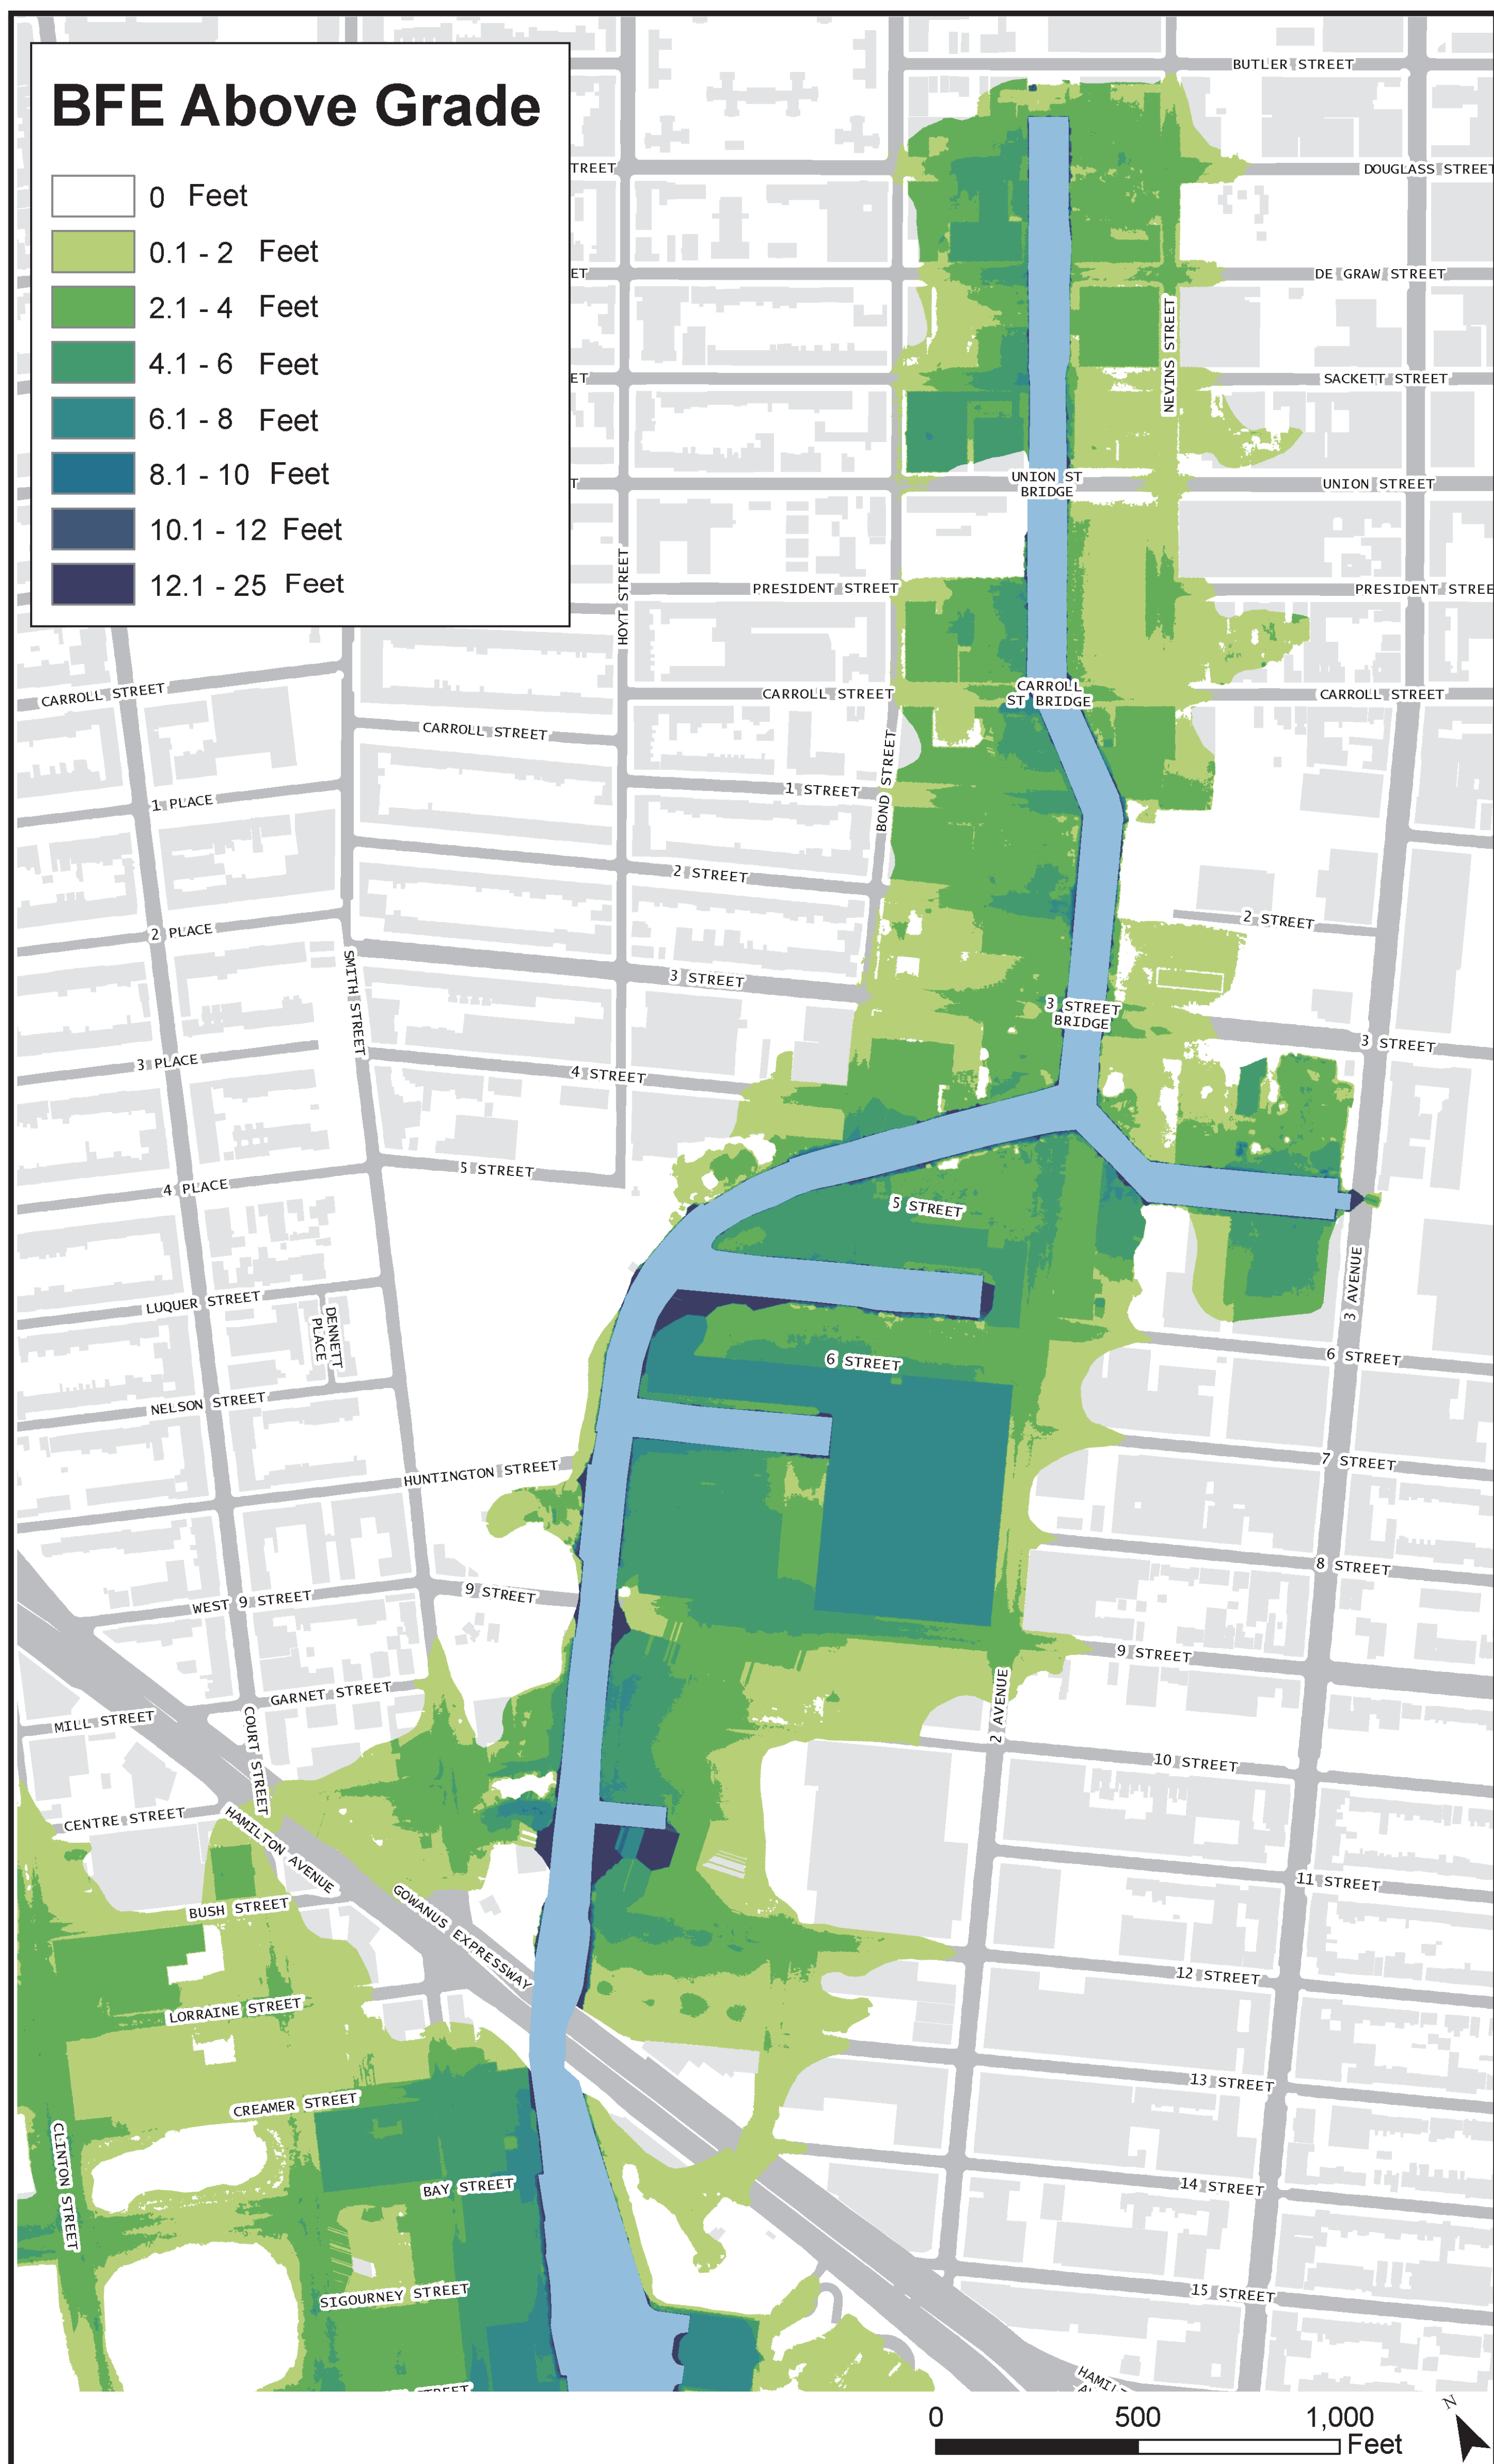 BFE Above Grade
0 Feet
0.1 - 2 Feet
2.1 - 4 Feet
4.1 - 6 Feet
6.1 - 8 Feet
8.1 - 10 Feet
10.1 - 12 Feet
12.1 - 25 Feet
BUTLER STREET
TREET
DOUGLASS STREET
ET
DE GRAW STREET
NEVINS STREET
ET
SACKETT STREET
T
UNION ST
BRIDGE
UNION STREET
HOYT STREET
PRESIDENT STREET
PRESIDENT STREE
CARROLL STREET
CARROLL STREET
CARROLL STREET
CARROLL
ST BRIDGE
CARROLL STREET
BOND STREET
1 PLACE
1 STREET
2 STREET
2 PLACE
2 STREET
SMITH STREET
3 STREET
3 STREET
BRIDGE
3 STREET
3 PLACE
4 STREET
4 PLACE
5 STREET
5 STREET
3 AVENUE
LUQUER STREET
DENNETT
PLACE
6 STREET
6 STREET
NELSON STREET
7 STREET
HUNTINGTON STREET
8 STREET
WEST 9 STREET
9 STREET
9 STREET
2 AVENUE
GARNET STREET
MILL STREET
COURT STREET
10 STREET
CENTRE STREET
HAMILTON AVENUE
11 STREET
BUSH STREET
GOWANUS EXPRESSWAY
12 STREET
LORRAINE STREET
13 STREET
CREAMER STREET
CLINTON STREET
BAY STREET
14 STREET
SIGOURNEY STREET
15 STREET
STREET
HAMILT
AV
0 500 1,000
Feet
N